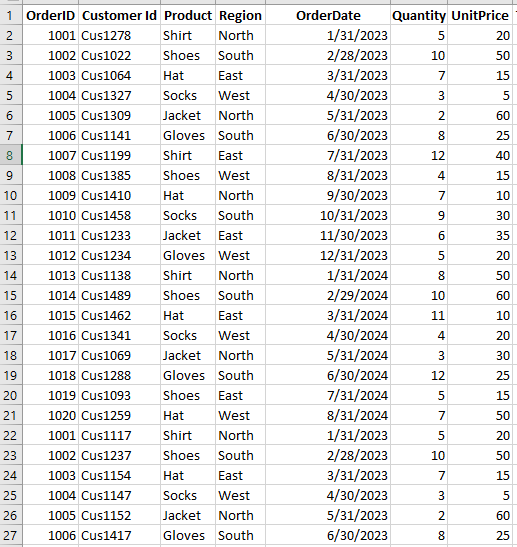 1 OrderID Customer Id Product Region OrderDate Quantity UnitPrice
2 1001 Cus1278 Shirt North 1/31/2023 5 20
3 1002 Cus1022 Shoes South 2/28/2023 10 50
4 1003 Cus1064 Hat East 3/31/2023 7 15
5 1004 Cus1327 Socks West 4/30/2023 3 5
6 1005 Cus1309 Jacket North 5/31/2023 2 60
7 1006 Cus1141 Gloves South 6/30/2023 8 25
8 1007 Cus1199 Shirt East 7/31/2023 12 40
9 1008 Cus1385 Shoes West 8/31/2023 4 15
10 1009 Cus1410 Hat North 9/30/2023 7 10
11 1010 Cus1458 Socks South 10/31/2023 9 30
12 1011 Cus1233 Jacket East 11/30/2023 6 35
13 1012 Cus1234 Gloves West 12/31/2023 5 20
14 1013 Cus1138 Shirt North 1/31/2024 8 50
15 1014 Cus1489 Shoes South 2/29/2024 10 60
16 1015 Cus1462 Hat East 3/31/2024 11 10
17 1016 Cus1341 Socks West 4/30/2024 4 20
18 1017 Cus1069 Jacket North 5/31/2024 3 30
19 1018 Cus1288 Gloves South 6/30/2024 12 25
20 1019 Cus1093 Shoes East 7/31/2024 5 15
21 1020 Cus1259 Hat West 8/31/2024 7 50
22 1001 Cus1117 Shirt North 1/31/2023 5 20
23 1002 Cus1237 Shoes South 2/28/2023 10 50
24 1003 Cus1154 Hat East 3/31/2023 7 15
25 1004 Cus1147 Socks West 4/30/2023 3 5
26 1005 Cus1152 Jacket North 5/31/2023 2 60
27 1006 Cus1417 Gloves South 6/30/2023 8 25